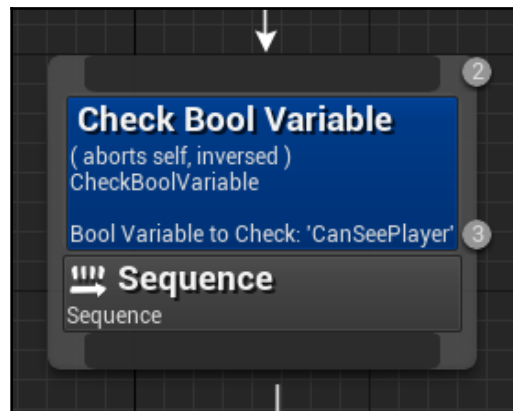 2
Check Bool Variable
( aborts self, inversed )
CheckBoolVariable
Bool Variable to Check: 'CanSeePlayer'
3
Sequence
Sequence